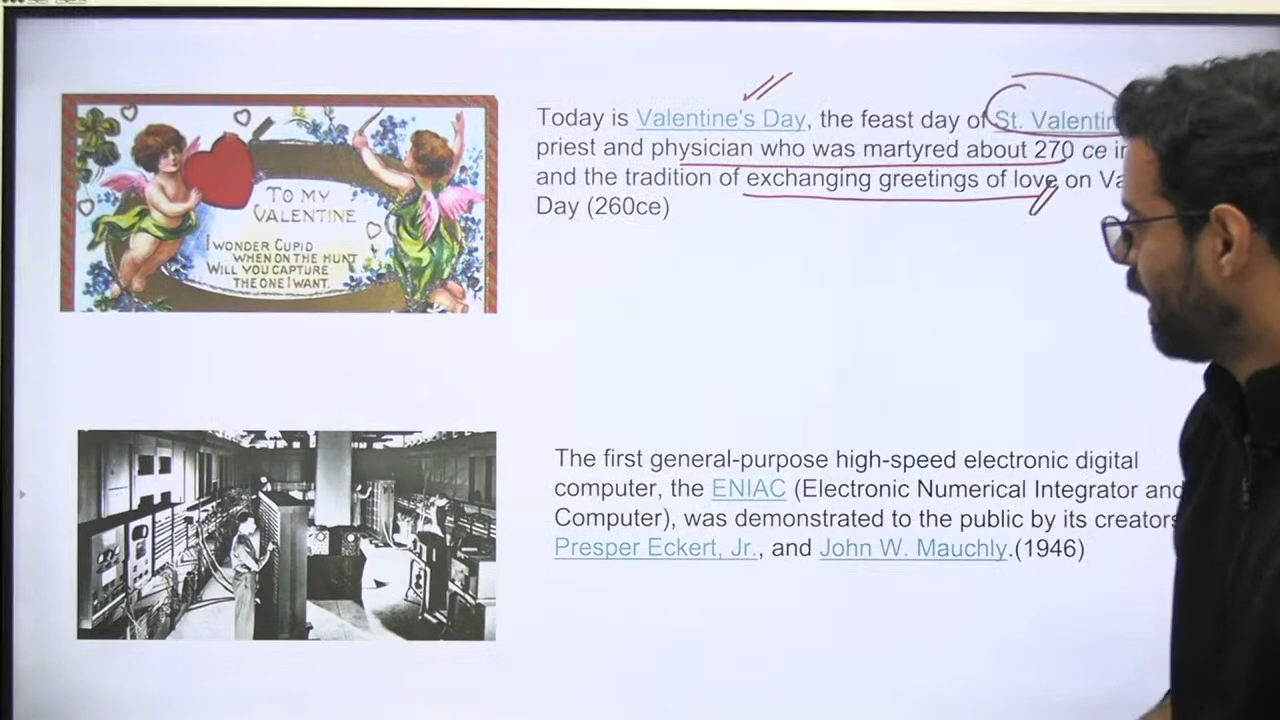 TO MY
VALENTINE
I WONDER CUPID
WHEN ON THE HUNT
WILL YOU CAPTURE
THE ONE I WANT.
Today is Valentine's Day, the feast day of St. Valentin
priest and physician who was martyred about 270 ce in
and the tradition of exchanging greetings of love on Va
Day (260ce)
The first general-purpose high-speed electronic digital
computer, the ENIAC (Electronic Numerical Integrator and
Computer), was demonstrated to the public by its creators
Presper Eckert, Jr., and John W. Mauchly.(1946)